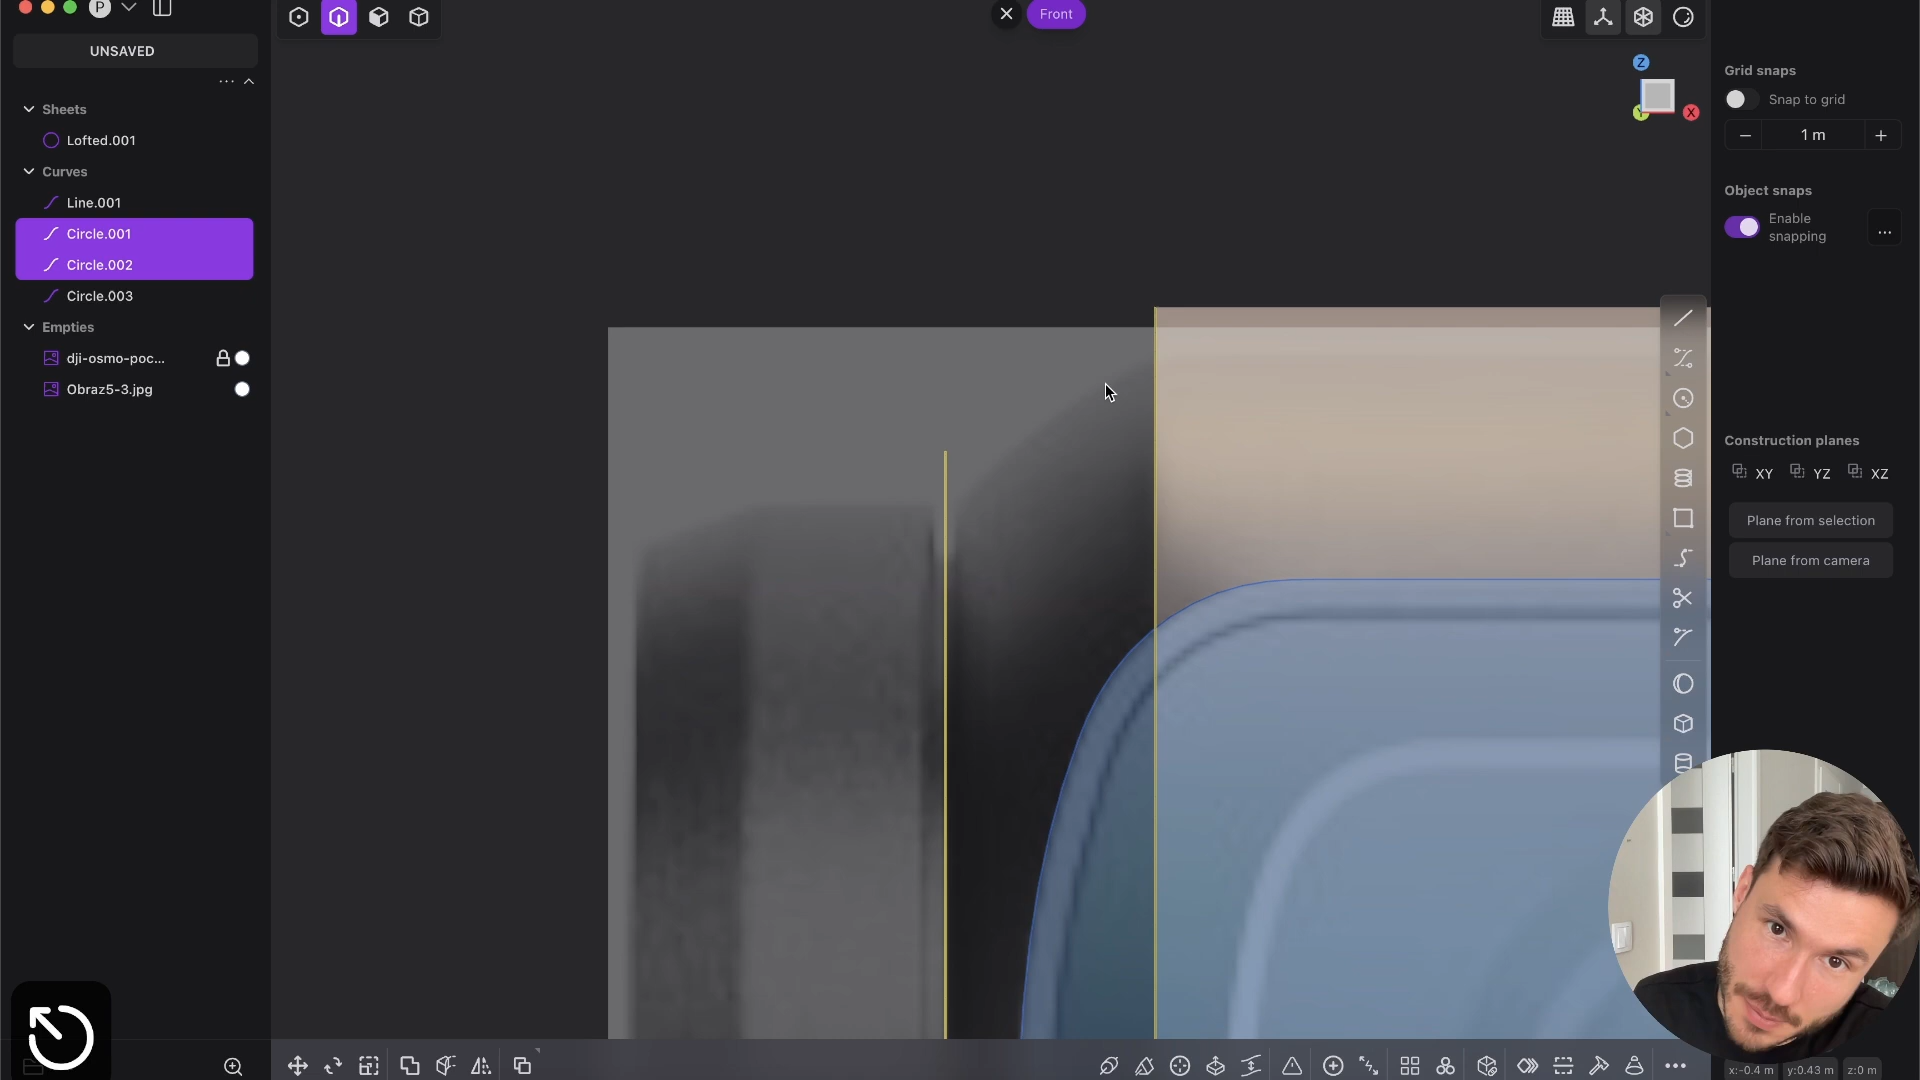 P
Front
UNSAVED
Sheets
Lofted.001
Curves
Line.001
Circle.001
Circle.002
Circle.003
Empties
dji-osmo-poc...
Obraz5-3.jpg
Z
Y
X
Grid snaps
Snap to grid
1 m
Object snaps
Enable
snapping
Construction planes
XY YZ XZ
Plane from selection
Plane from camera
x:-0.4 m y:0.43 m z:0 m